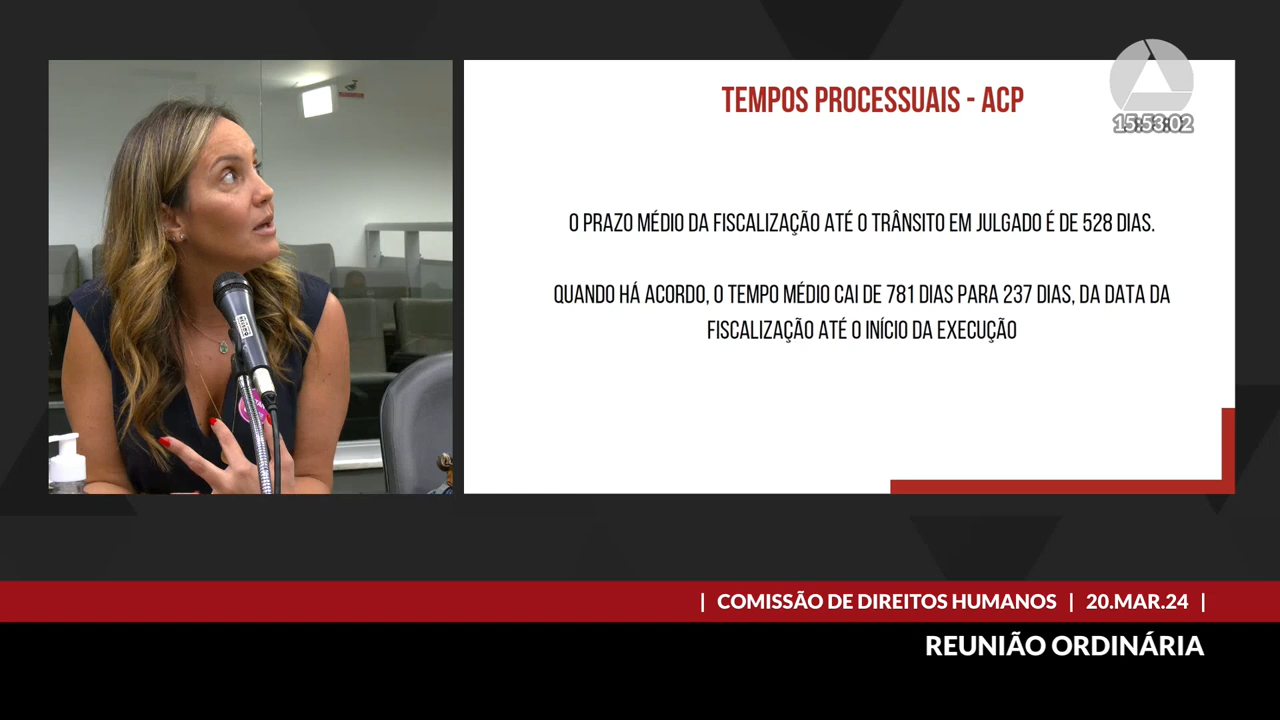 TEMPOS PROCESSUAIS - ACP
15:53:02
O PRAZO MÉDIO DA FISCALIZAÇÃO ATÉ O TRÂNSITO EM JULGADO É DE 528 DIAS.
QUANDO HÁ ACORDO, O TEMPO MÉDIO CAI DE 781 DIAS PARA 237 DIAS, DA DATA DA
FISCALIZAÇÃO ATÉ O INÍCIO DA EXECUÇÃO
| COMISSÃO DE DIREITOS HUMANOS | 20.MAR.24 |
REUNIÃO ORDINÁRIA